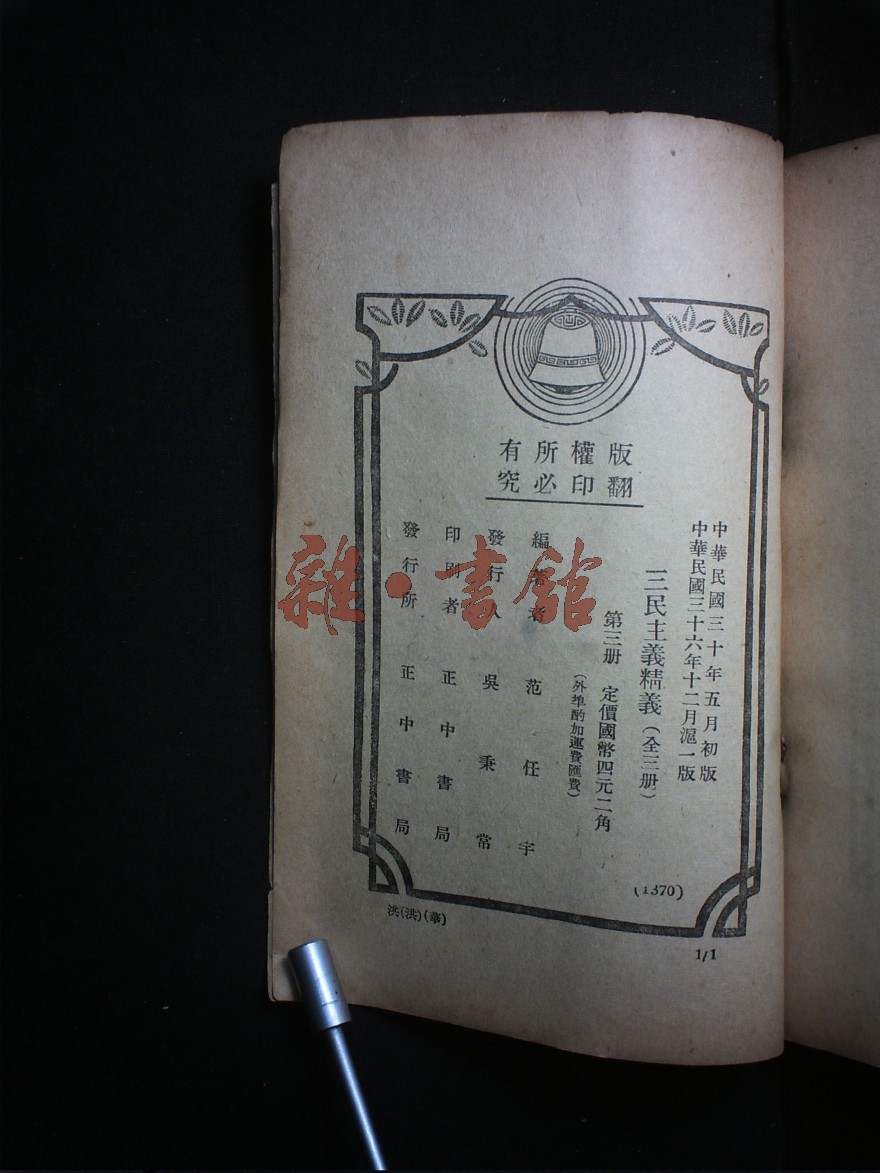 版權所有
翻印必究
中華民國三十年五月初版
中華民國三十六年十二月滬一版
三民主義精義(全三册)
第三册 定價國幣四元二角
(外埠酌加運費匯費)
編著者 范任宇
發行人 吳秉常
印刷者 正中書局
發行所 正中書局
(1370)
洪(洪)(華)
1/1
雜·書館